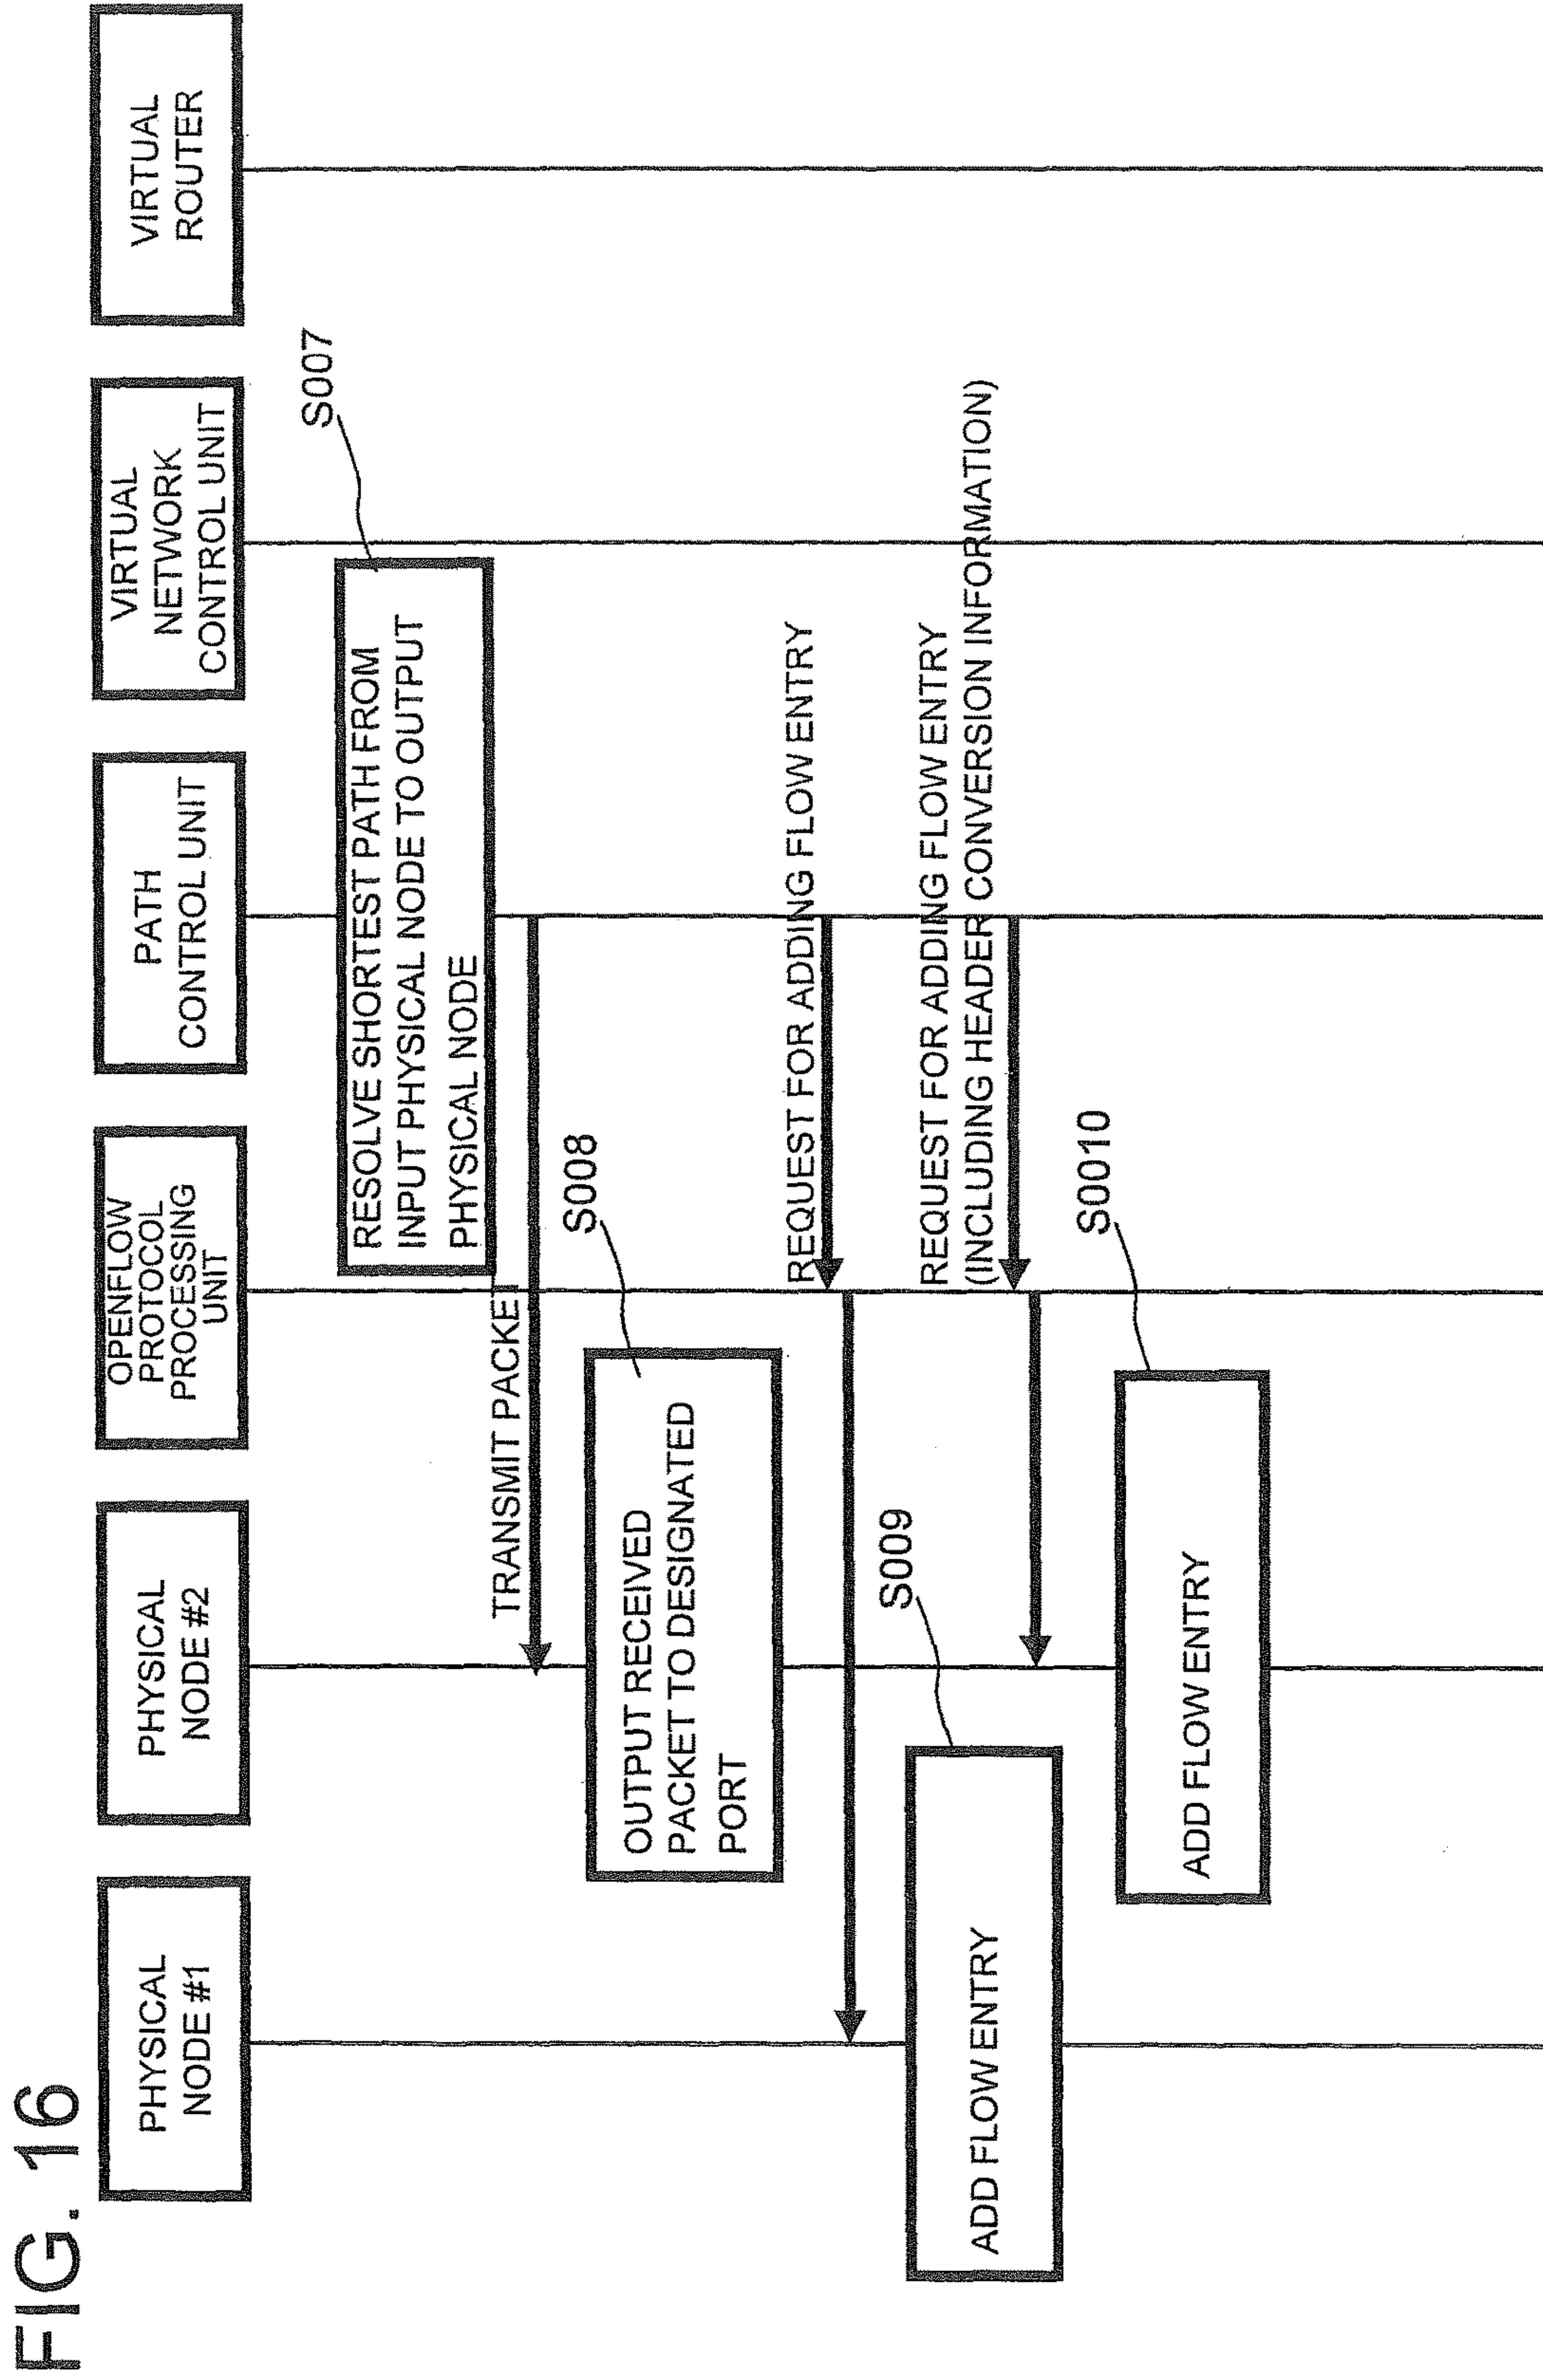 FIG. 16
PHYSICAL
NODE #1
PHYSICAL
NODE #2
OPENFLOW
PROTOCOL
PROCESSING
UNIT
PATH
CONTROL UNIT
VIRTUAL
NETWORK
CONTROL UNIT
VIRTUAL
ROUTER
S007
RESOLVE SHORTEST PATH FROM
INPUT PHYSICAL NODE TO OUTPUT
PHYSICAL NODE
TRANSMIT PACKET
S008
OUTPUT RECEIVED
PACKET TO DESIGNATED
PORT
REQUEST FOR ADDING FLOW ENTRY
S009
ADD FLOW ENTRY
REQUEST FOR ADDING FLOW ENTRY
(INCLUDING HEADER CONVERSION INFORMATION)
S0010
ADD FLOW ENTRY